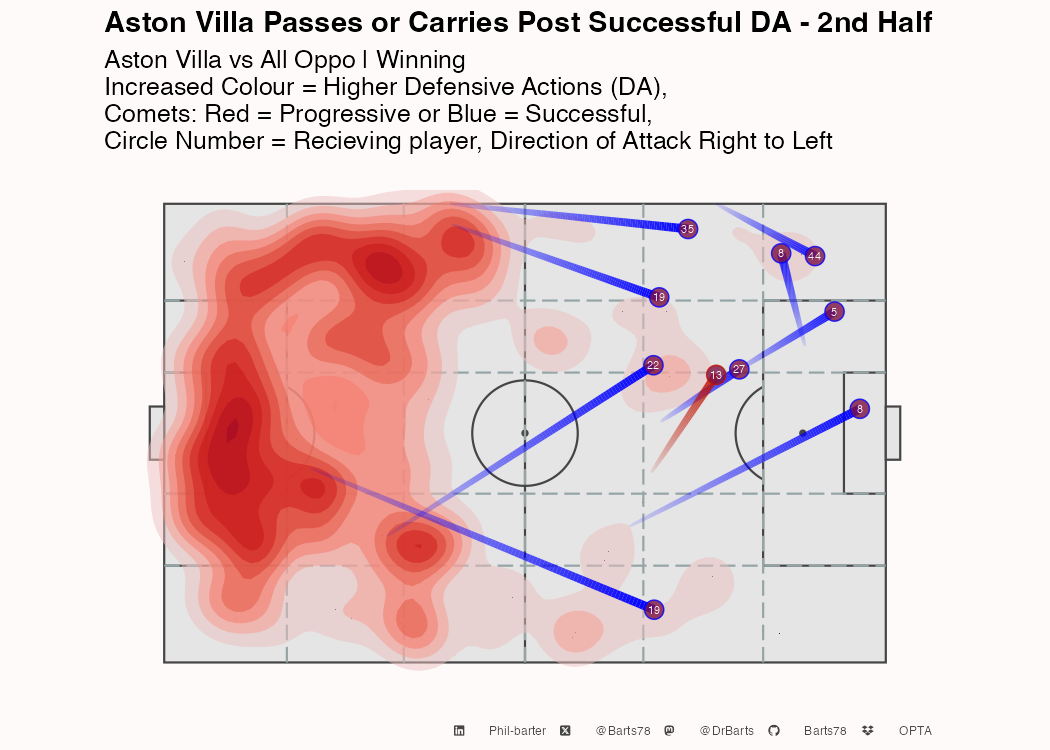 Aston Villa Passes or Carries Post Successful DA - 2nd Half
Aston Villa vs All Oppo | Winning
Increased Colour = Higher Defensive Actions (DA),
Comets: Red = Progressive or Blue = Successful,
Circle Number = Recieving player, Direction of Attack Right to Left
35
8
44
19
5
22
13
27
8
19
Phil-barter @Barts78 @DrBarts Barts78 OPTA